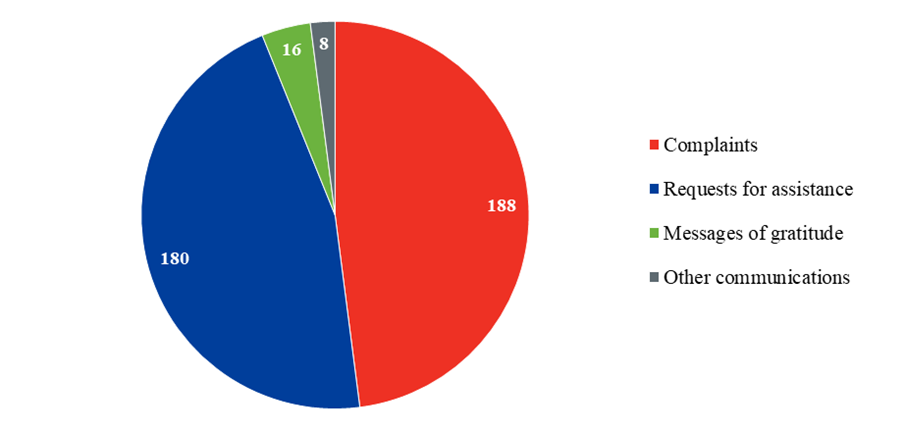 16
8
188
180
Complaints
Requests for assistance
Messages of gratitude
Other communications